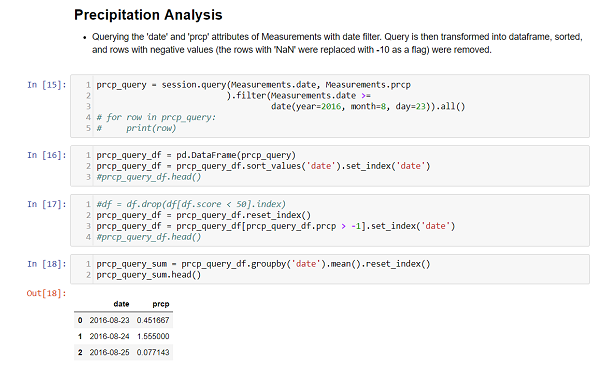 Precipitation Analysis
• Querying the 'date' and 'prcp' attributes of Measurements with date filter. Query is then transformed into dataframe, sorted,
and rows with negative values (the rows with 'NaN' were replaced with -10 as a flag) were removed.
In [15]:
1 prcp_query = session.query(Measurements.date, Measurements.prcp
2 ).filter(Measurements.date >=
3 date(year=2016, month=8, day=23)).all()
4 # for row in prcp_query:
5 # print(row)
In [16]:
1 prcp_query_df = pd.DataFrame(prcp_query)
2 prcp_query_df = prcp_query_df.sort_values('date').set_index('date')
3 #prcp_query_df.head()
In [17]:
1 #df = df.drop(df[df.score < 50].index)
2 prcp_query_df = prcp_query_df.reset_index()
3 prcp_query_df = prcp_query_df[prcp_query_df.prcp > -1].set_index('date')
4 #prcp_query_df.head()
In [18]:
1 prcp_query_sum = prcp_query_df.groupby('date').mean().reset_index()
2 prcp_query_sum.head()
Out[18]:
date prcp
0 2016-08-23 0.451667
1 2016-08-24 1.555000
2 2016-08-25 0.077143